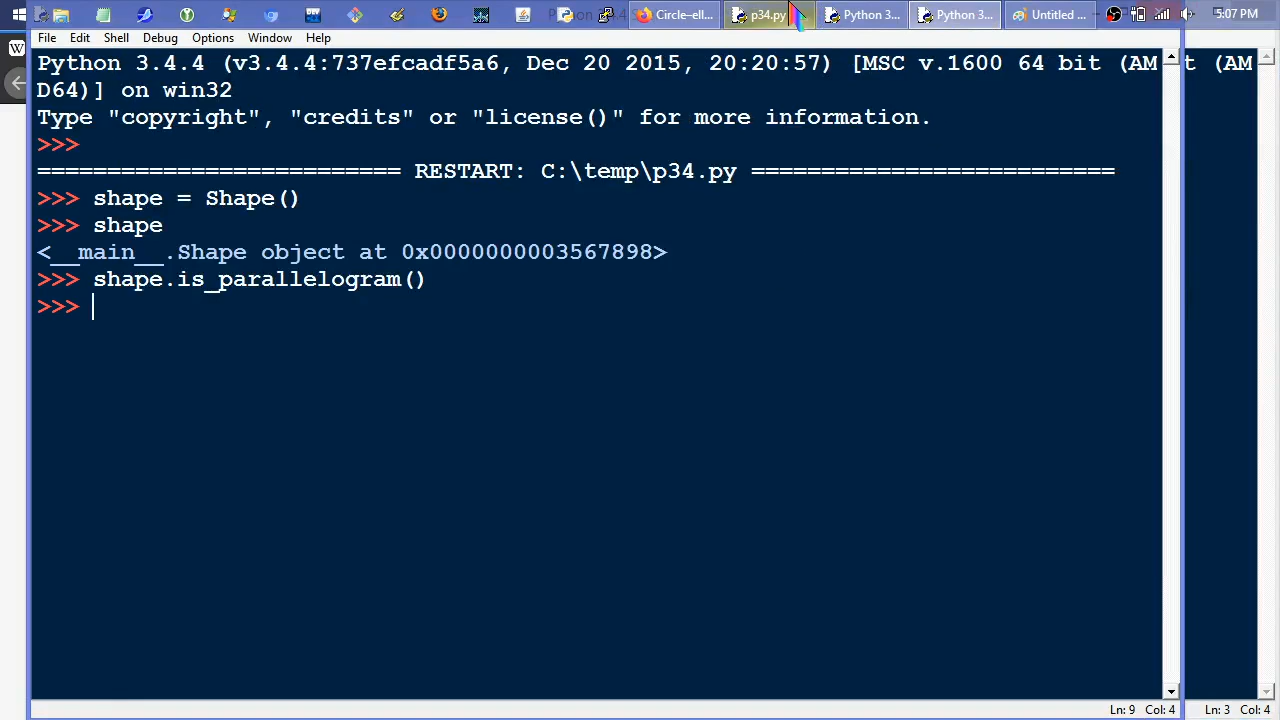 Circle-ell...
p34.py
Python 3...
Python 3...
Untitled ...
5:07 PM
File Edit Shell Debug Options Window Help
Python 3.4.4 (v3.4.4:737efcadf5a6, Dec 20 2015, 20:20:57) [MSC v.1600 64 bit (AM t (AM
D64)] on win32
Type "copyright", "credits" or "license()" for more information.
>>>
========================== RESTART: C:\temp\p34.py ==========================
>>> shape = Shape()
>>> shape
<__main__.Shape object at 0x0000000003567898>
>>> shape.is_parallelogram()
>>>
Ln: 9 Col: 4
Ln: 3 Col: 4